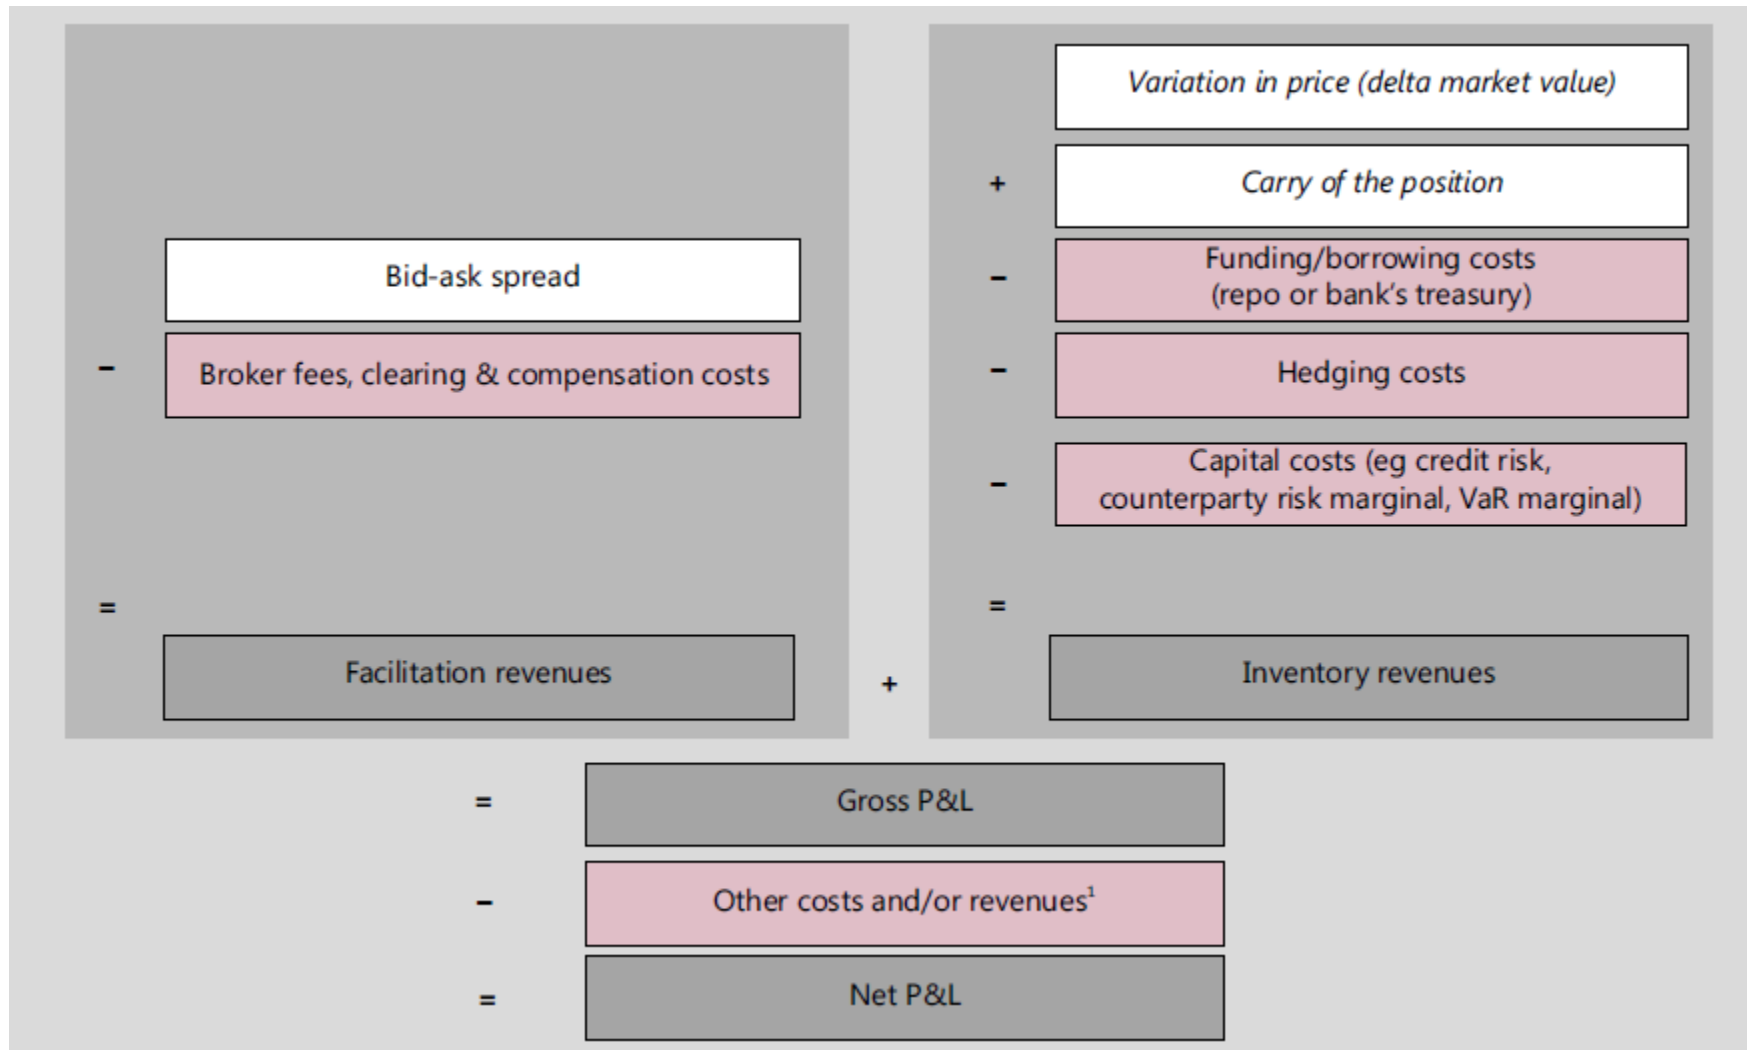 Bid-ask spread
−
Broker fees, clearing & compensation costs
=
Facilitation revenues
+
Variation in price (delta market value)
+
Carry of the position
−
Funding/borrowing costs
(repo or bank’s treasury)
−
Hedging costs
−
Capital costs (eg credit risk,
counterparty risk marginal, VaR marginal)
=
Inventory revenues
=
Gross P&L
−
Other costs and/or revenues¹
=
Net P&L